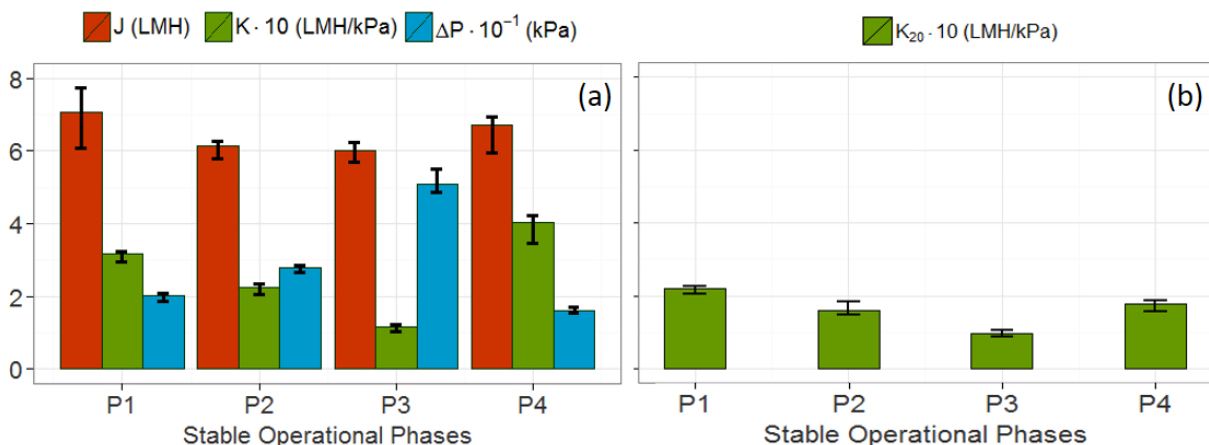 J (LMH) K · 10 (LMH/kPa) ΔP · 10⁻¹ (kPa)
K₂₀ · 10 (LMH/kPa)
(a)
(b)
8
6
4
2
0
P1 P2 P3 P4
P1 P2 P3 P4
Stable Operational Phases
Stable Operational Phases